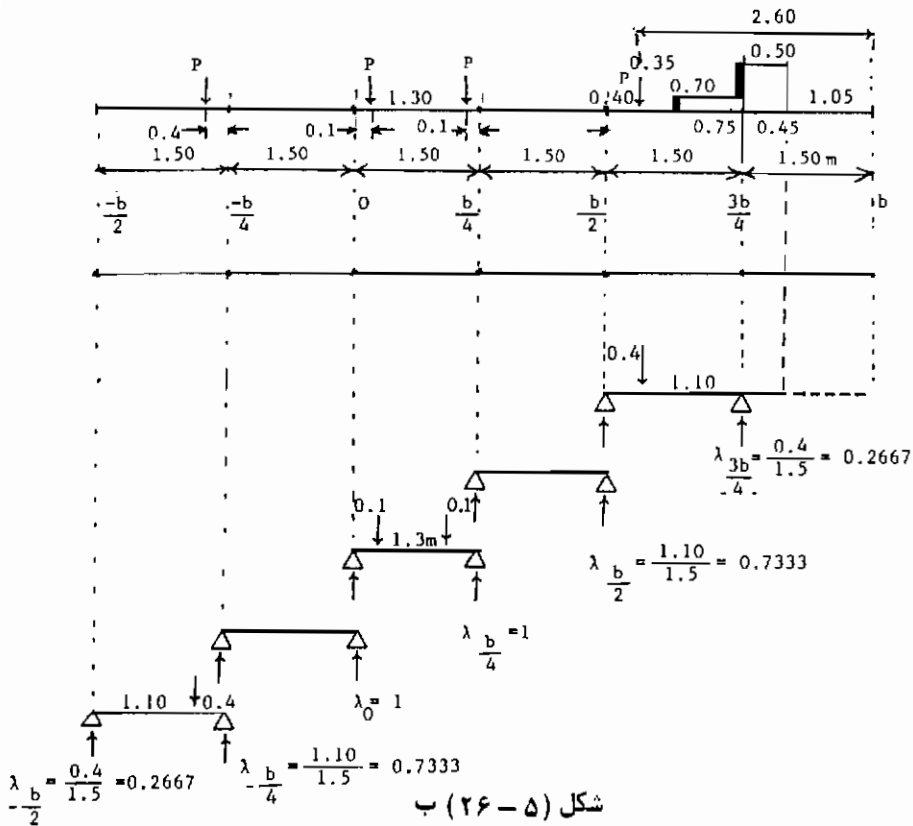 2.60
P P P 0.35 0.50
P 0.70
1.30 0.40 1.05
0.4 0.1 0.1 0.75 0.45
1.50 1.50 1.50 1.50 1.50 1.50 m
-b/2 -b/4 0 b/4 b/2 3b/4 b
0.4
1.10
λ 3b/4 = 0.4/1.5 = 0.2667
0.1 0.1
1.3m
λ b/2 = 1.10/1.5 = 0.7333
λ b/4 = 1
λ0 = 1
1.10 0.4
λ -b/2 = 0.4/1.5 = 0.2667 λ -b/4 = 1.10/1.5 = 0.7333
شکل (۵ – ۲۶) ب